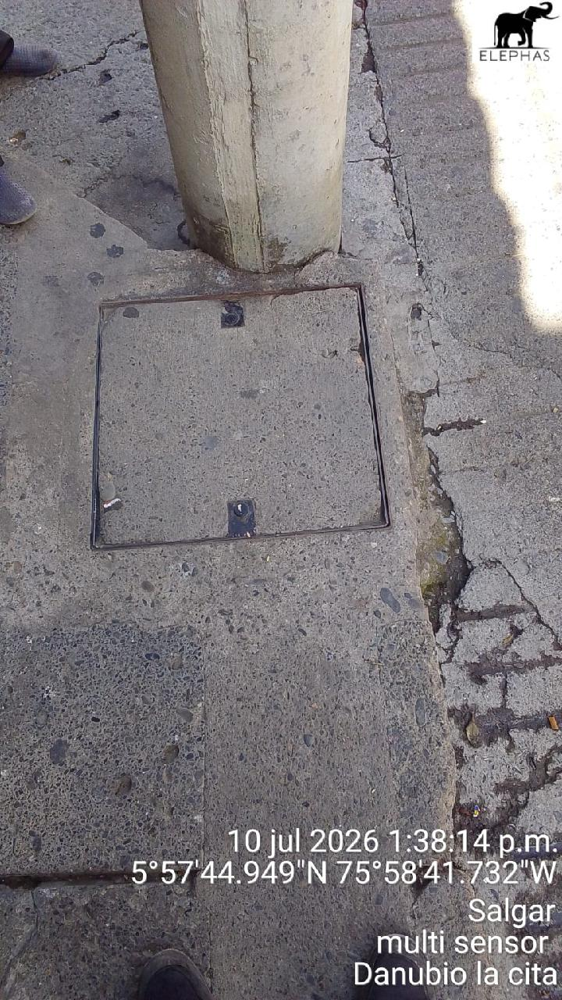 ELEPHAS
10 jul 2026 1:38:14 p.m.
5°57'44.949"N 75°58'41.732"W
Salgar
multi sensor
Danubio la cita